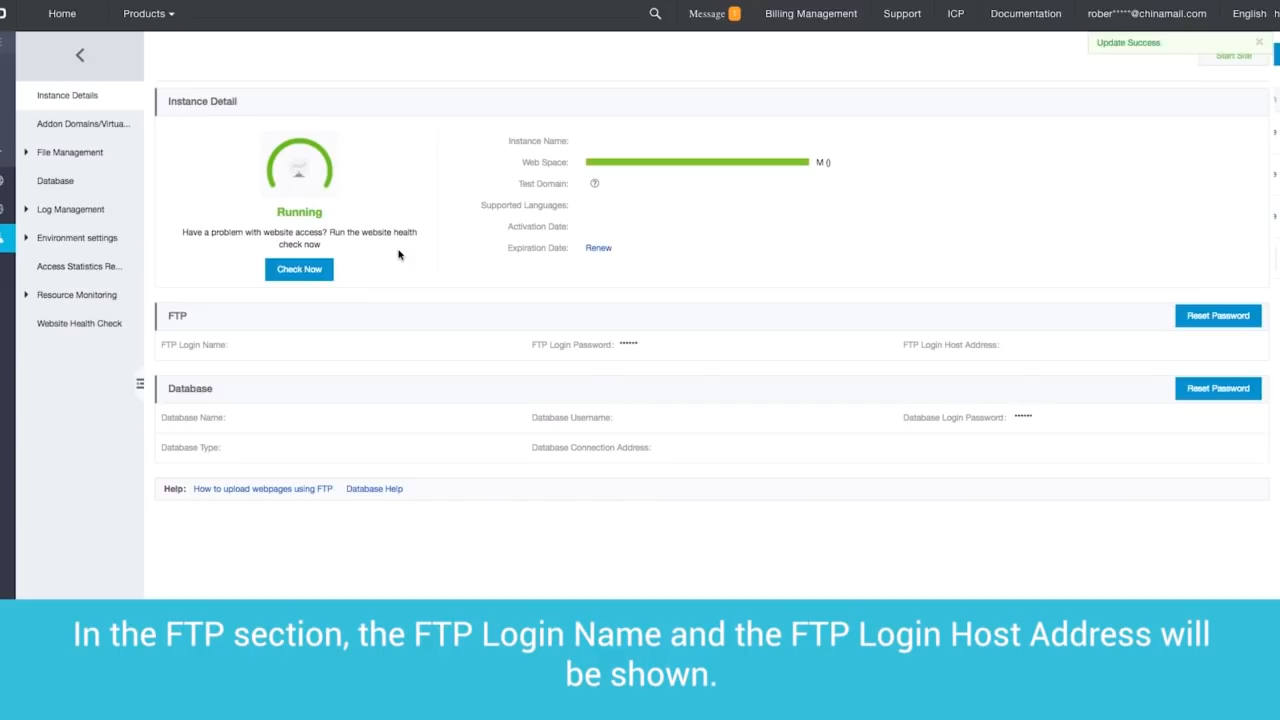 Home
Products
Message 1
Billing Management
Support
ICP
Documentation
rober*****@chinamail.com
English
Update Success
Start Site
Instance Details
Addon Domains/Virtua...
File Management
Database
Log Management
Environment settings
Access Statistics Re...
Resource Monitoring
Website Health Check
Instance Detail
Running
Have a problem with website access? Run the website health
check now
Check Now
Instance Name:
Web Space:
M ()
Test Domain:
Supported Languages:
Activation Date:
Expiration Date:
Renew
FTP
Reset Password
FTP Login Name:
FTP Login Password: ••••••
FTP Login Host Address:
Database
Reset Password
Database Name:
Database Username:
Database Login Password: ••••••
Database Type:
Database Connection Address:
Help: How to upload webpages using FTP Database Help
In the FTP section, the FTP Login Name and the FTP Login Host Address will
be shown.